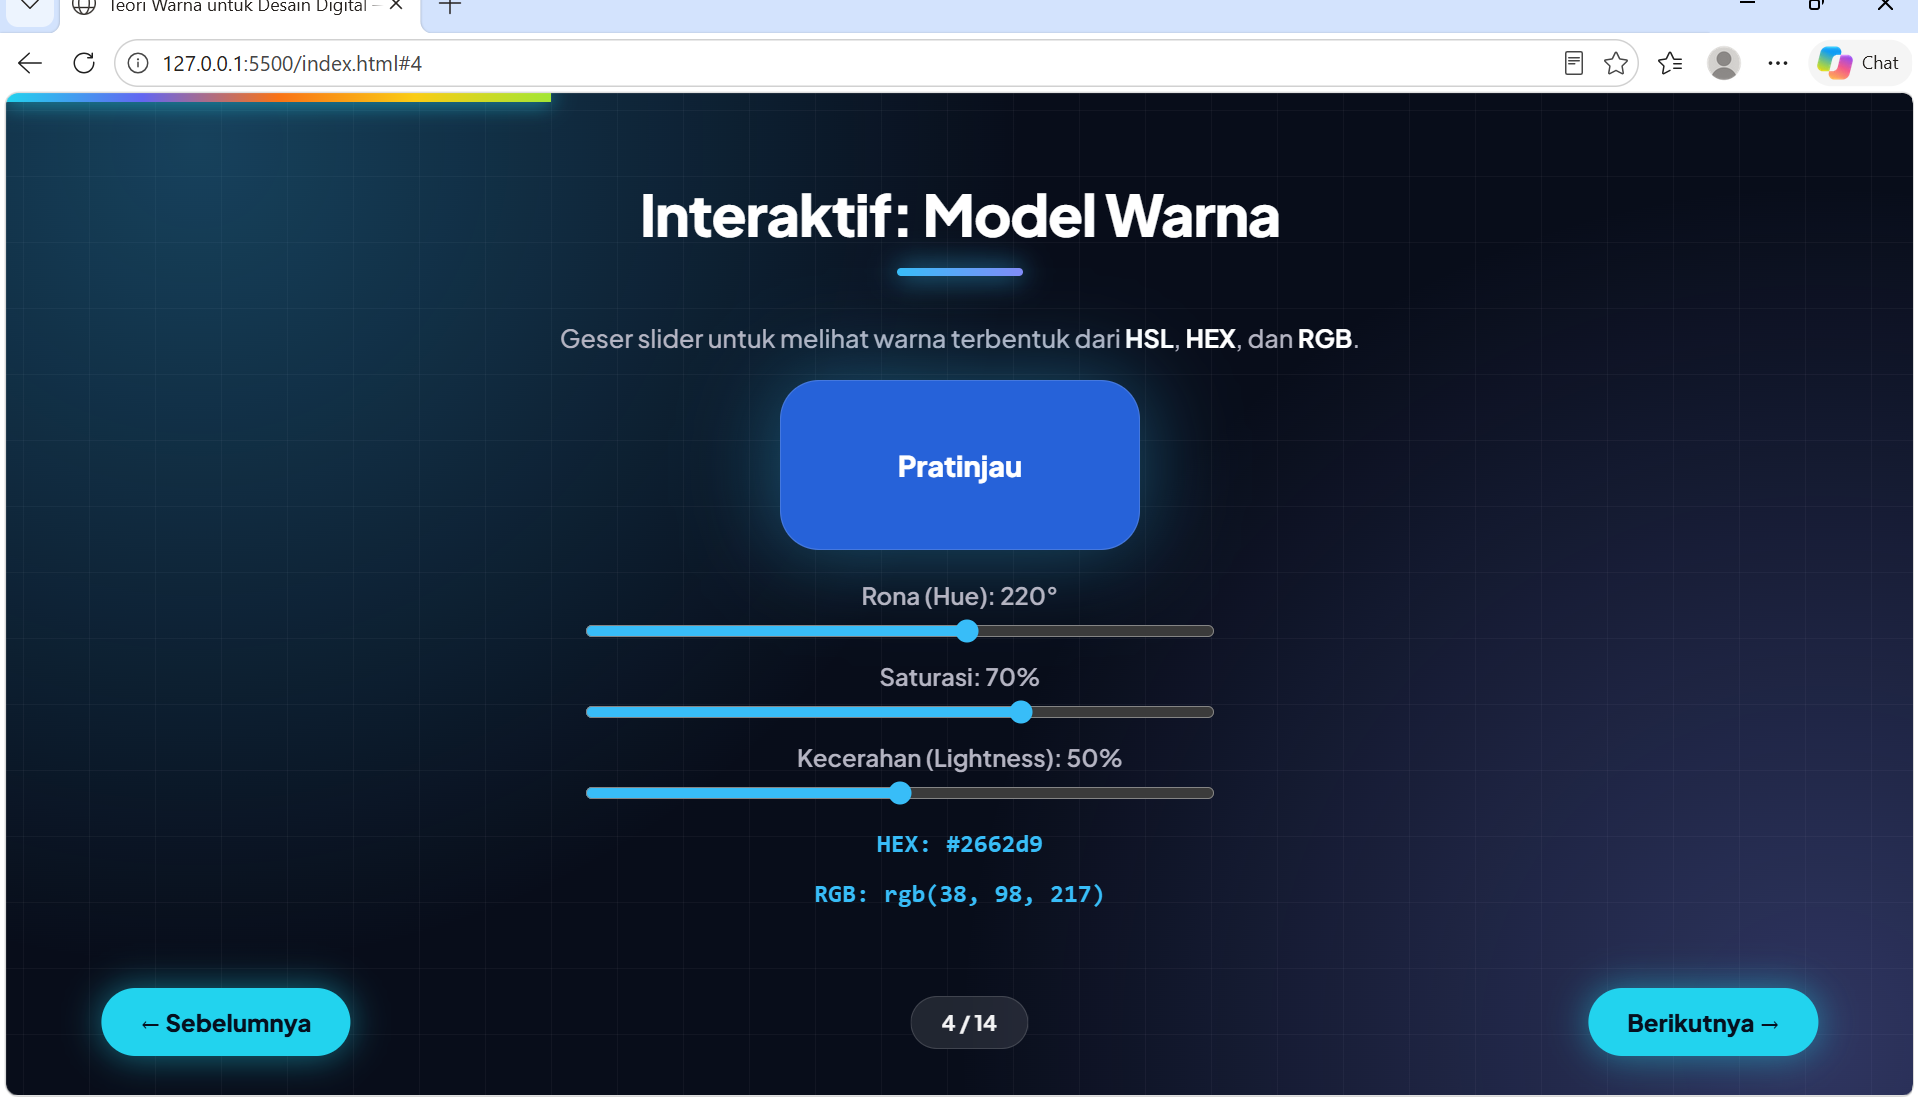 Teori Warna untuk Desain Digital –
127.0.0.1:5500/index.html#4
Chat
Interaktif: Model Warna
Geser slider untuk melihat warna terbentuk dari HSL, HEX, dan RGB.
Pratinjau
Rona (Hue): 220°
Saturasi: 70%
Kecerahan (Lightness): 50%
HEX: #2662d9
RGB: rgb(38, 98, 217)
← Sebelumnya
4 / 14
Berikutnya →